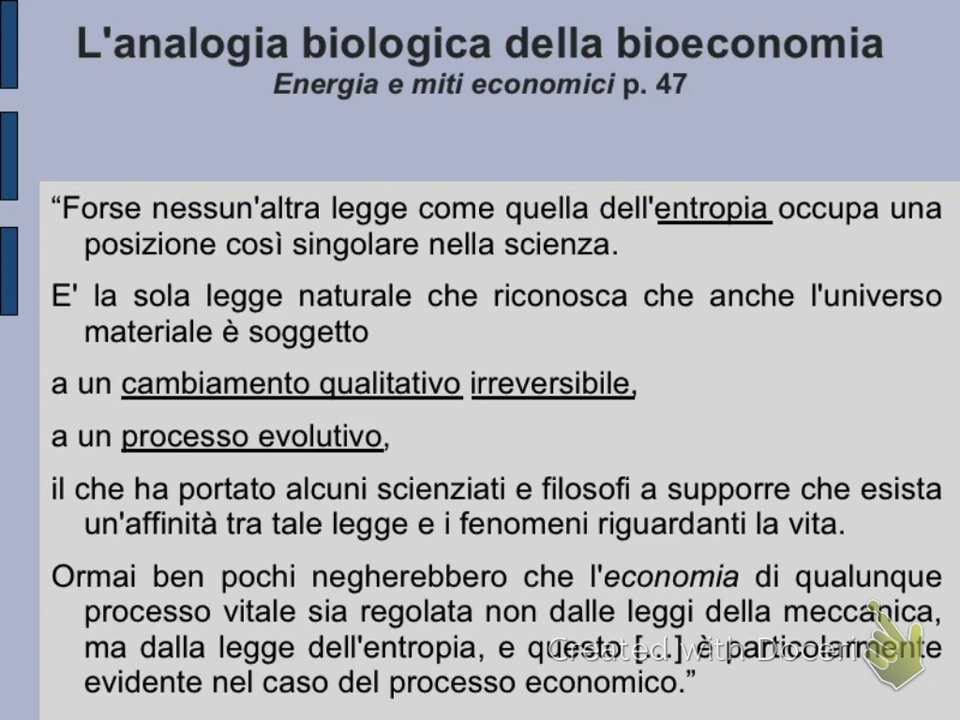 L'analogia biologica della bioeconomia
Energia e miti economici p. 47
“Forse nessun'altra legge come quella dell'entropia occupa una
posizione così singolare nella scienza.
E' la sola legge naturale che riconosca che anche l'universo
materiale è soggetto
a un cambiamento qualitativo irreversibile,
a un processo evolutivo,
il che ha portato alcuni scienziati e filosofi a supporre che esista
un'affinità tra tale legge e i fenomeni riguardanti la vita.
Ormai ben pochi negherebbero che l'economia di qualunque
processo vitale sia regolata non dalle leggi della meccanica,
ma dalla legge dell'entropia, e questa [...] è particolarmente
evidente nel caso del processo economico.”
Created with Doceri